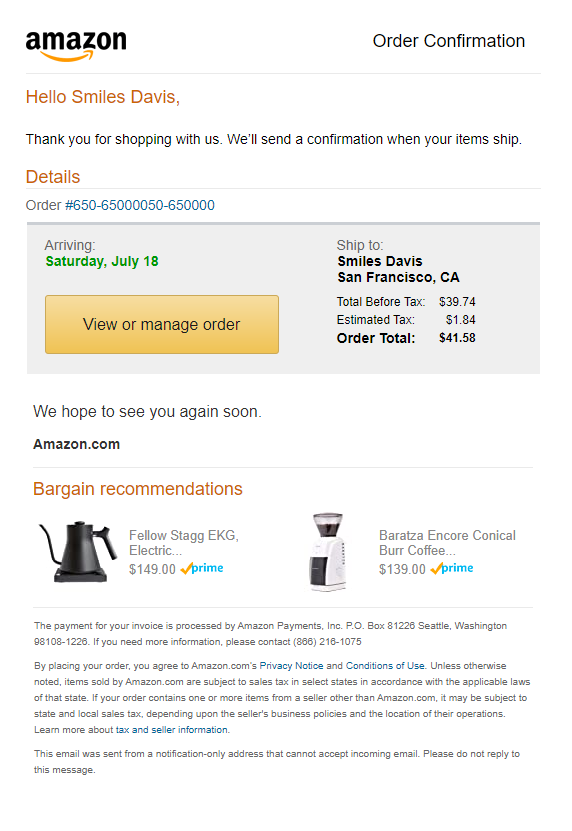 amazon
Order Confirmation
Hello Smiles Davis,
Thank you for shopping with us. We'll send a confirmation when your items ship.
Details
Order #650-65000050-650000
Arriving:
Saturday, July 18
View or manage order
Ship to:
Smiles Davis
San Francisco, CA
Total Before Tax: $39.74
Estimated Tax: $1.84
Order Total: $41.58
We hope to see you again soon.
Amazon.com
Bargain recommendations
Fellow Stagg EKG,
Electric...
$149.00 prime
Baratza Encore Conical
Burr Coffee...
$139.00 prime
The payment for your invoice is processed by Amazon Payments, Inc. P.O. Box 81226 Seattle, Washington
98108-1226. If you need more information, please contact (866) 216-1075
By placing your order, you agree to Amazon.com's Privacy Notice and Conditions of Use. Unless otherwise
noted, items sold by Amazon.com are subject to sales tax in select states in accordance with the applicable laws
of that state. If your order contains one or more items from a seller other than Amazon.com, it may be subject to
state and local sales tax, depending upon the seller's business policies and the location of their operations.
Learn more about tax and seller information.
This email was sent from a notification-only address that cannot accept incoming email. Please do not reply to
this message.